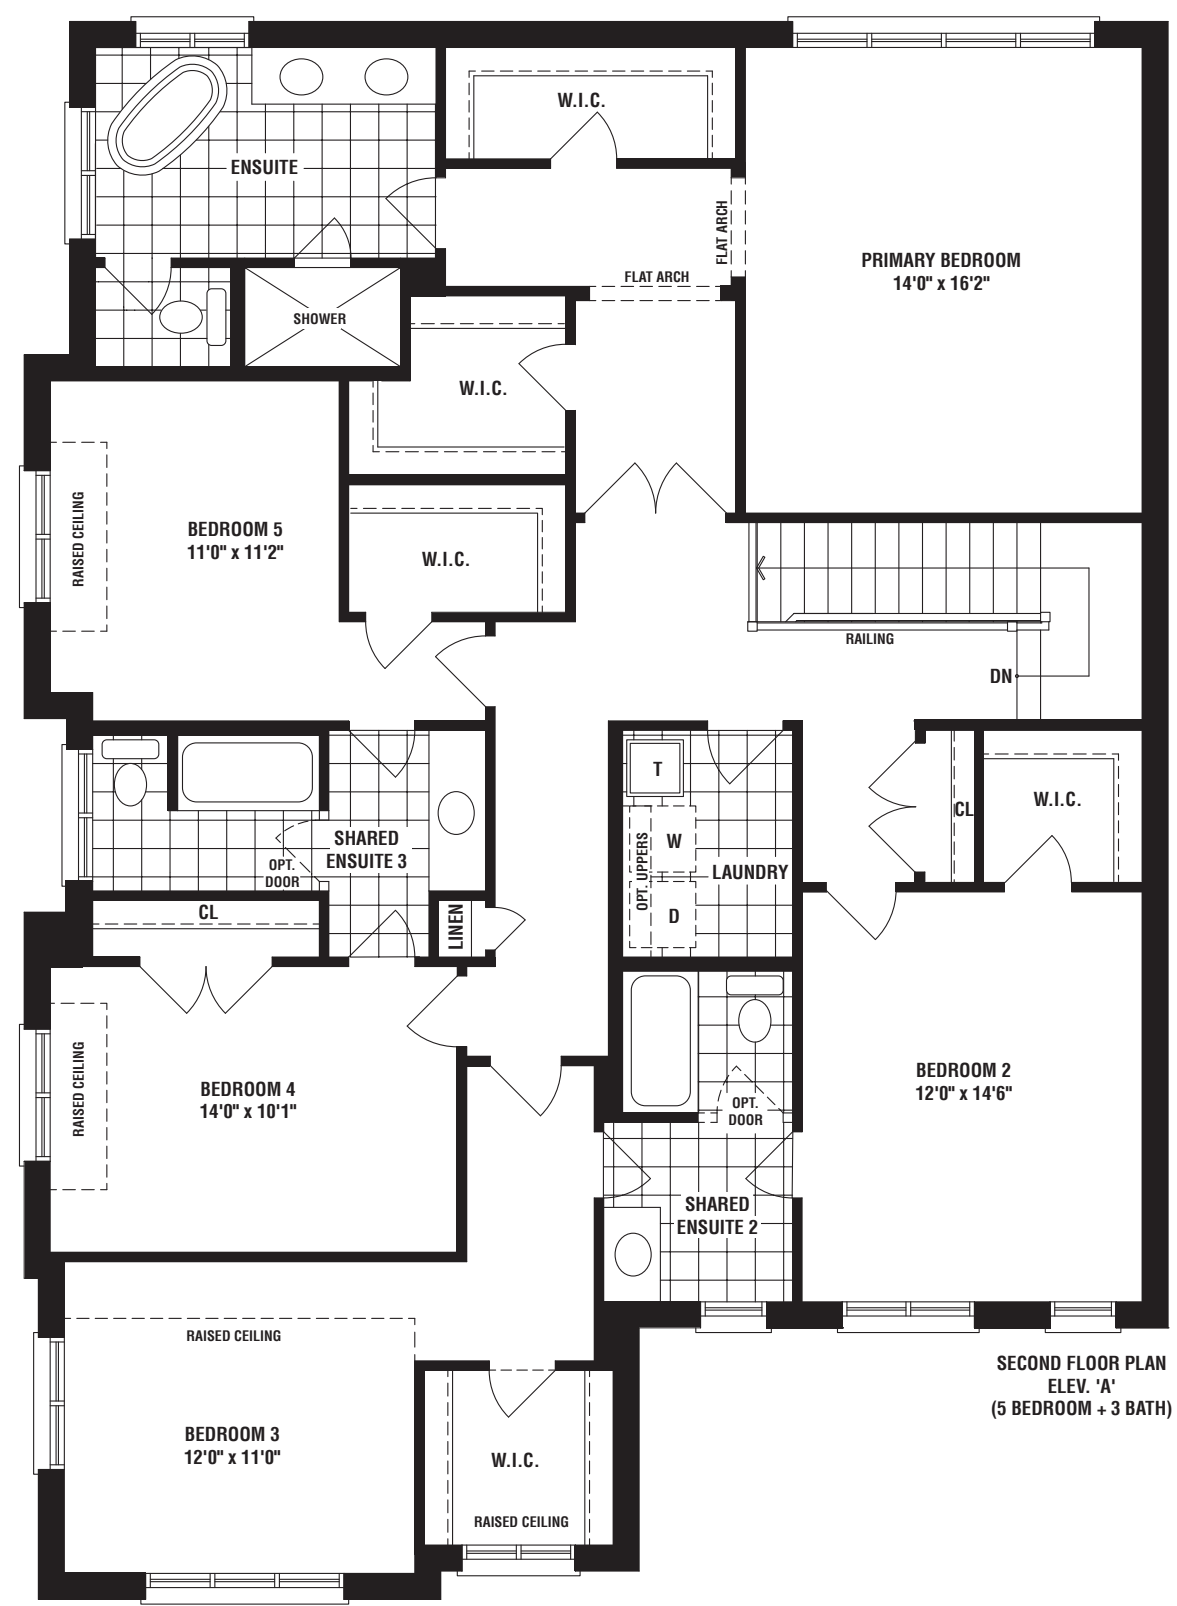 W.I.C.
ENSUITE
FLAT ARCH
FLAT ARCH
PRIMARY BEDROOM
14'0" x 16'2"
SHOWER
W.I.C.
RAISED CEILING
BEDROOM 5
11'0" x 11'2"
W.I.C.
RAILING
DN
T
W
D
OPT. UPPERS
LAUNDRY
CL
W.I.C.
SHARED
ENSUITE 3
OPT.
DOOR
CL
LINEN
RAISED CEILING
BEDROOM 4
14'0" x 10'1"
BEDROOM 2
12'0" x 14'6"
OPT.
DOOR
SHARED
ENSUITE 2
RAISED CEILING
BEDROOM 3
12'0" x 11'0"
W.I.C.
RAISED CEILING
SECOND FLOOR PLAN
ELEV. 'A'
(5 BEDROOM + 3 BATH)